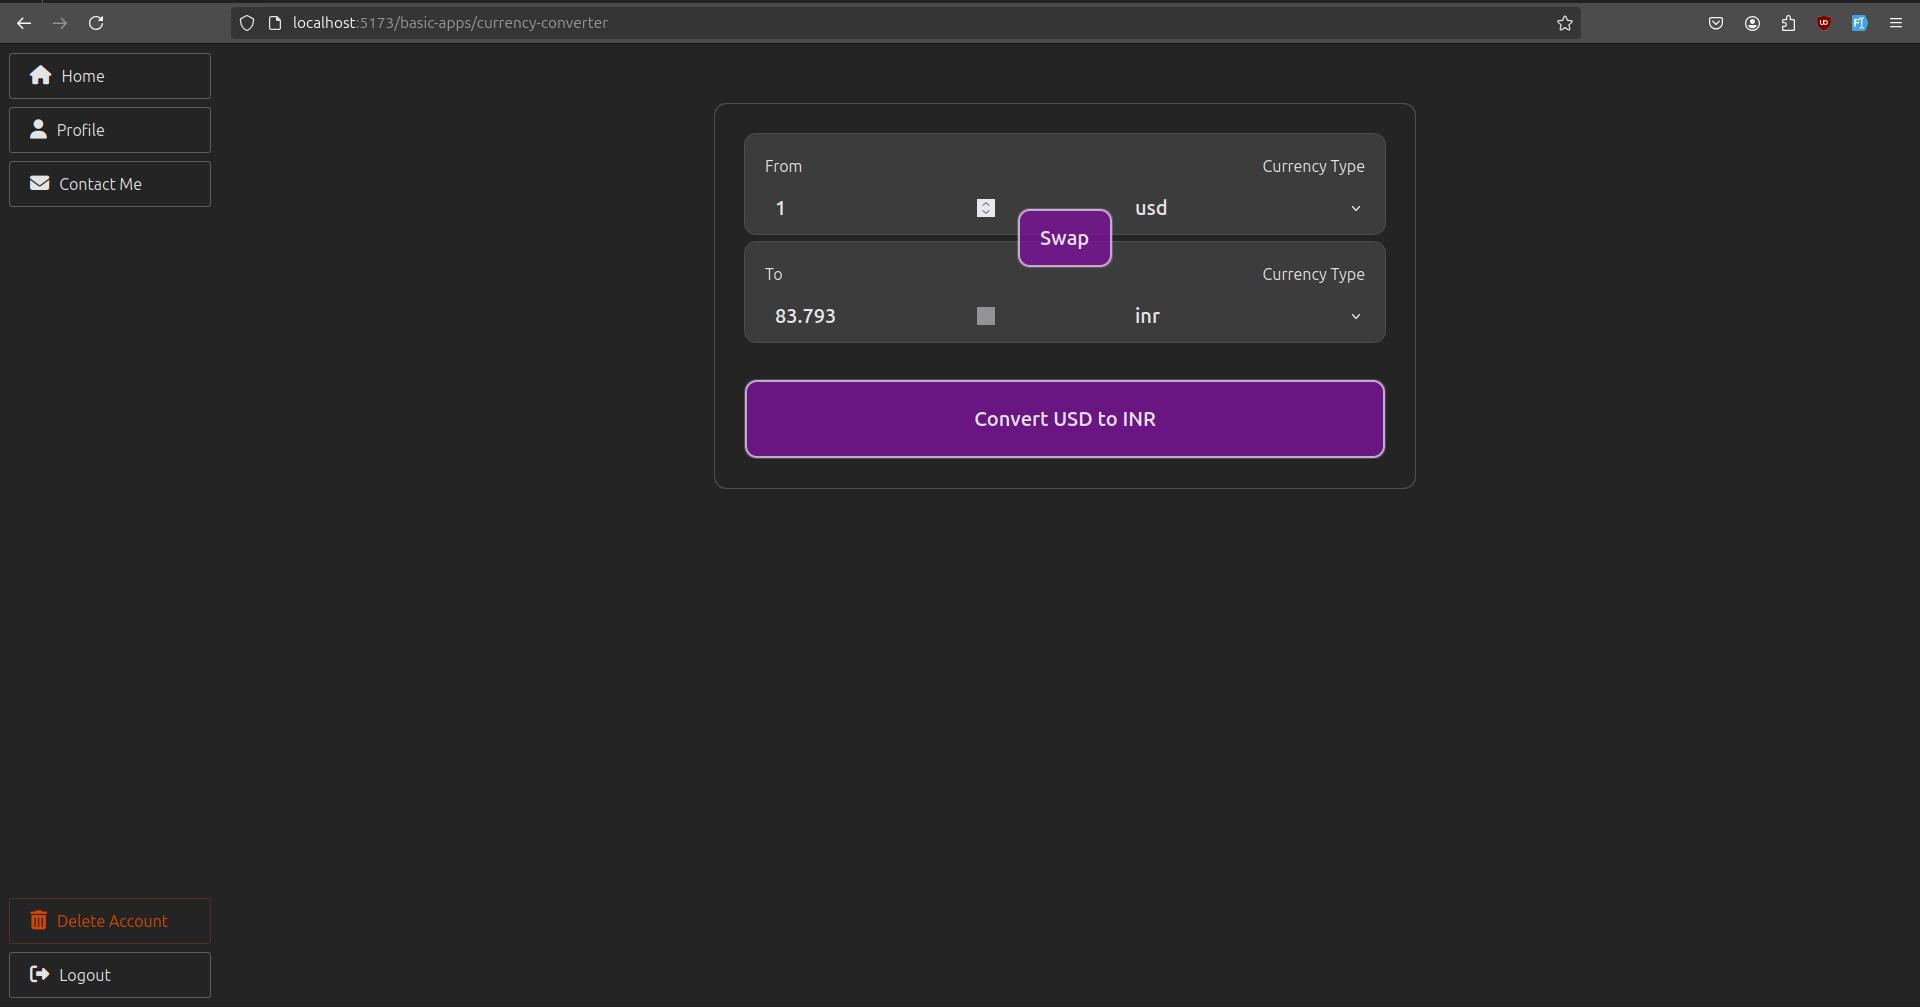 localhost:5173/basic-apps/currency-converter
Home
Profile
Contact Me
From
Currency Type
1
usd
Swap
To
Currency Type
83.793
inr
Convert USD to INR
Delete Account
Logout